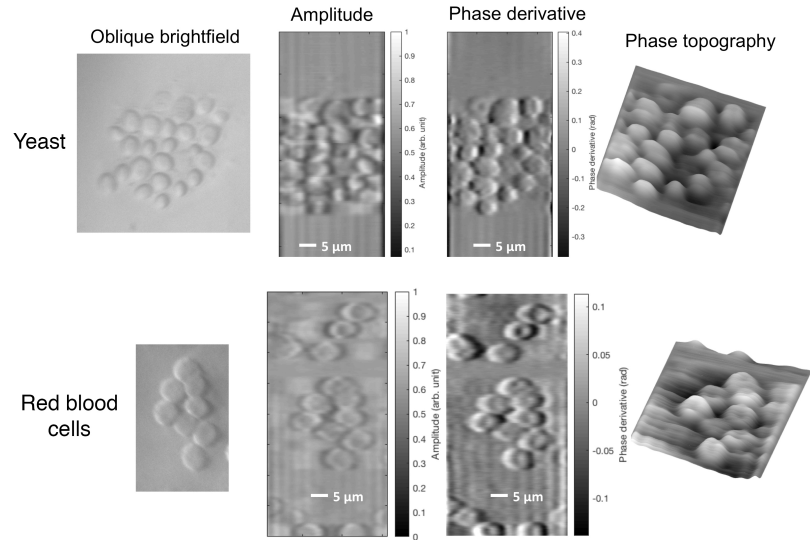 Oblique brightfield
Amplitude
Phase derivative
Phase topography
Yeast
5 µm
1
0.9
0.8
0.7
0.6
0.5
0.4
0.3
0.2
0.1
Amplitude (arb. unit)
5 µm
0.4
0.3
0.2
0.1
0
-0.1
-0.2
-0.3
Phase derivative (rad)
Red blood
cells
5 µm
1
0.9
0.8
0.7
0.6
0.5
0.4
0.3
0.2
0.1
0
Amplitude (arb. unit)
5 µm
0.1
0.05
0
-0.05
-0.1
Phase derivative (rad)